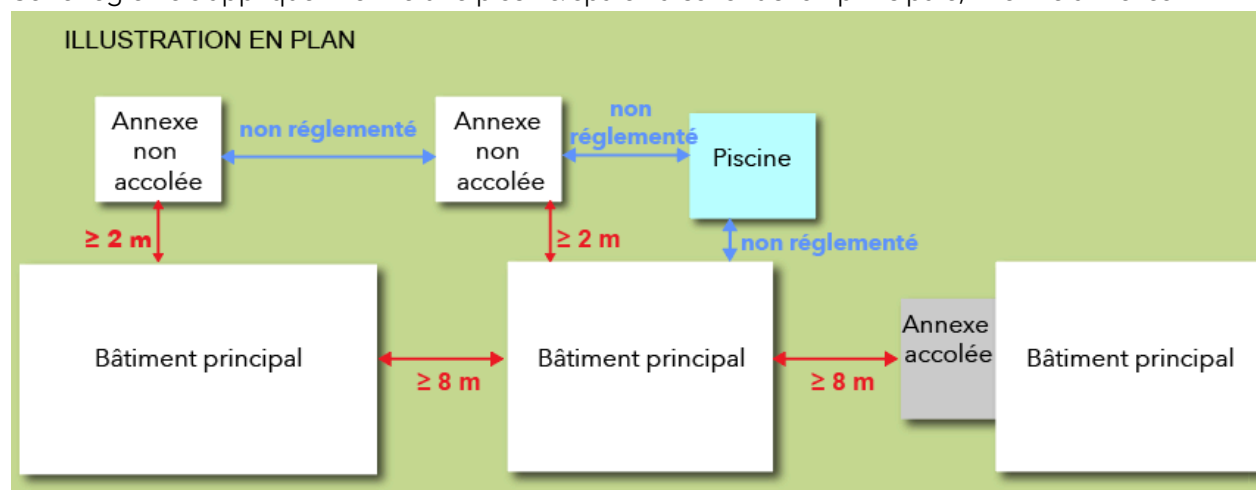 ILLUSTRATION EN PLAN
Annexe
non
accolée
non réglementé
Annexe
non
accolée
non
réglementé
Piscine
≥ 2 m
≥ 2 m
non réglementé
Bâtiment principal
≥ 8 m
Bâtiment principal
≥ 8 m
Annexe
accolée
Bâtiment principal